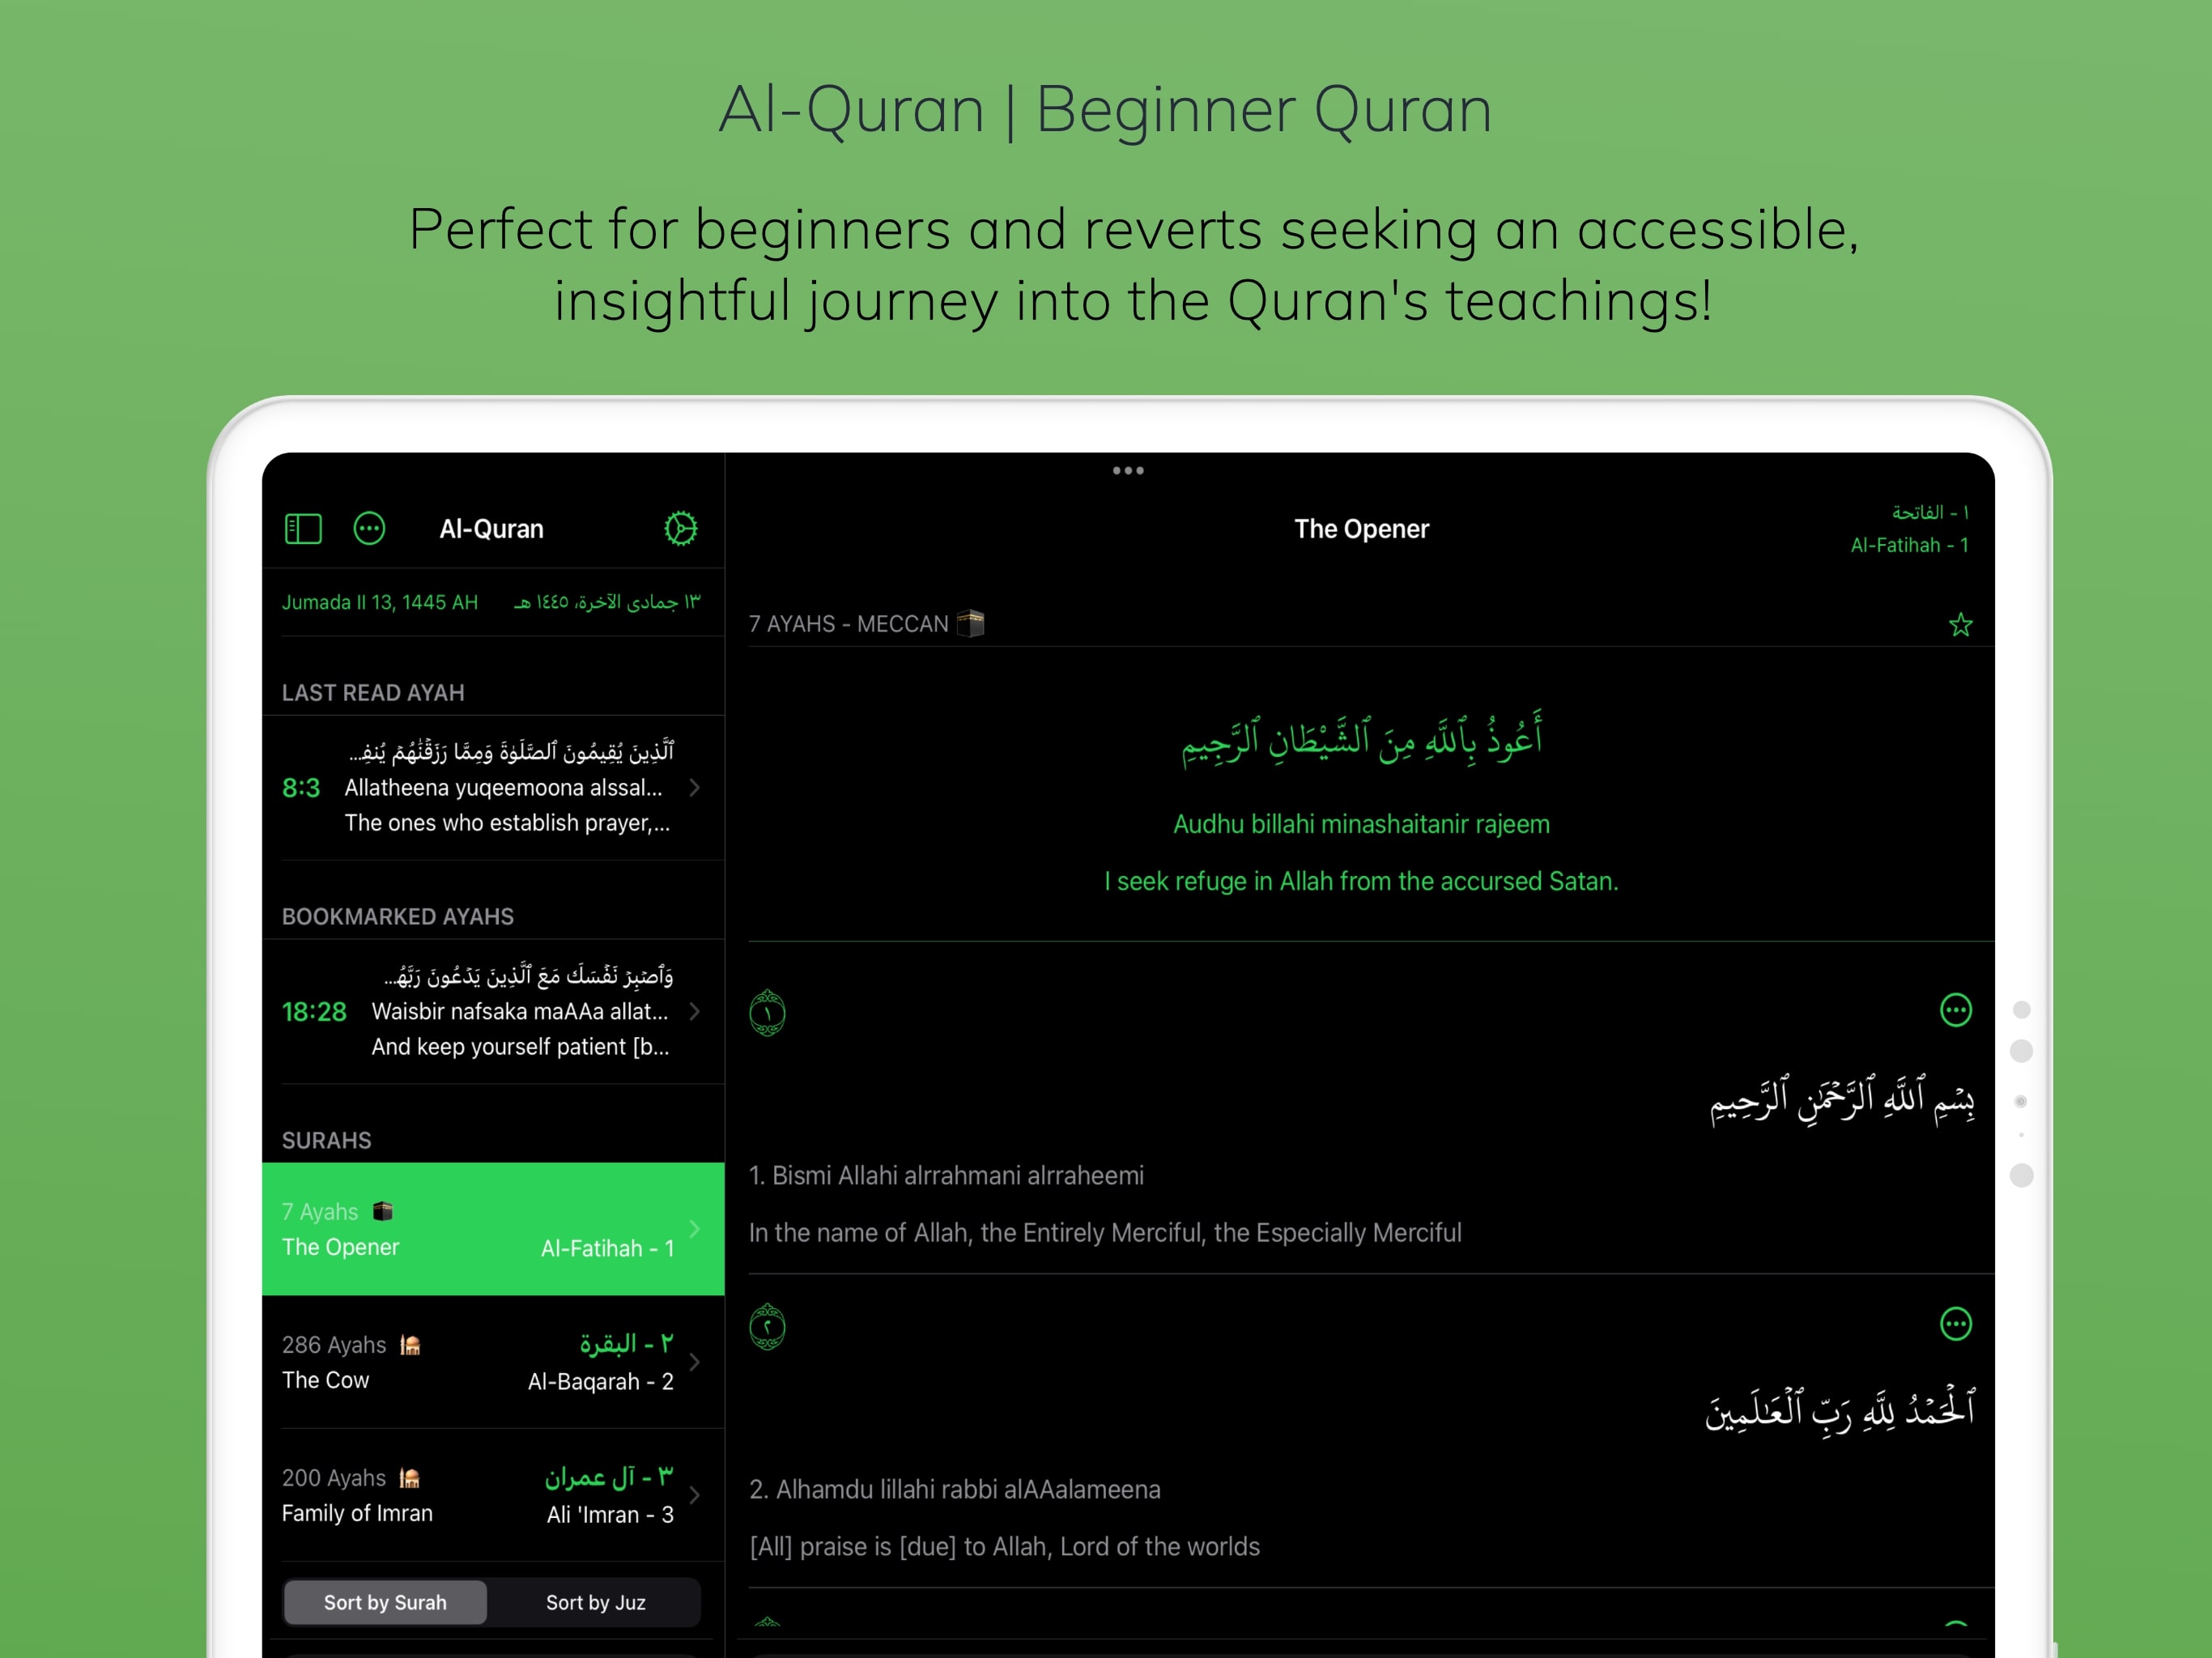 Al-Quran | Beginner Quran
Perfect for beginners and reverts seeking an accessible,
insightful journey into the Quran's teachings!
Al-Quran
Jumada II 13, 1445 AH
١٣ جمادى الآخرة، ١٤٤٥ هـ
LAST READ AYAH
ٱلَّذِينَ يُقِيمُونَ ٱلصَّلَوٰةَ وَمِمَّا رَزَقْنَٰهُمْ يُنفِـ...
8:3
Allatheena yuqeemoona alssal...
The ones who establish prayer,...
BOOKMARKED AYAHS
وَٱصْبِرْ نَفْسَكَ مَعَ ٱلَّذِينَ يَدْعُونَ رَبَّهُـ...
18:28
Waisbir nafsaka maAAa allat...
And keep yourself patient [b...
SURAHS
7 Ayahs
The Opener
Al-Fatihah - 1
286 Ayahs
٢ - البقرة
The Cow
Al-Baqarah - 2
200 Ayahs
٣ - آل عمران
Family of Imran
Ali 'Imran - 3
Sort by Surah
Sort by Juz
The Opener
١ - الفاتحة
Al-Fatihah - 1
7 AYAHS - MECCAN
أَعُوذُ بِٱللَّهِ مِنَ ٱلشَّيْطَانِ ٱلرَّجِيمِ
Audhu billahi minashaitanir rajeem
I seek refuge in Allah from the accursed Satan.
١
بِسْمِ ٱللَّهِ ٱلرَّحْمَٰنِ ٱلرَّحِيمِ
1. Bismi Allahi alrrahmani alrraheemi
In the name of Allah, the Entirely Merciful, the Especially Merciful
٢
ٱلْحَمْدُ لِلَّهِ رَبِّ ٱلْعَٰلَمِينَ
2. Alhamdu lillahi rabbi alAAalameena
[All] praise is [due] to Allah, Lord of the worlds